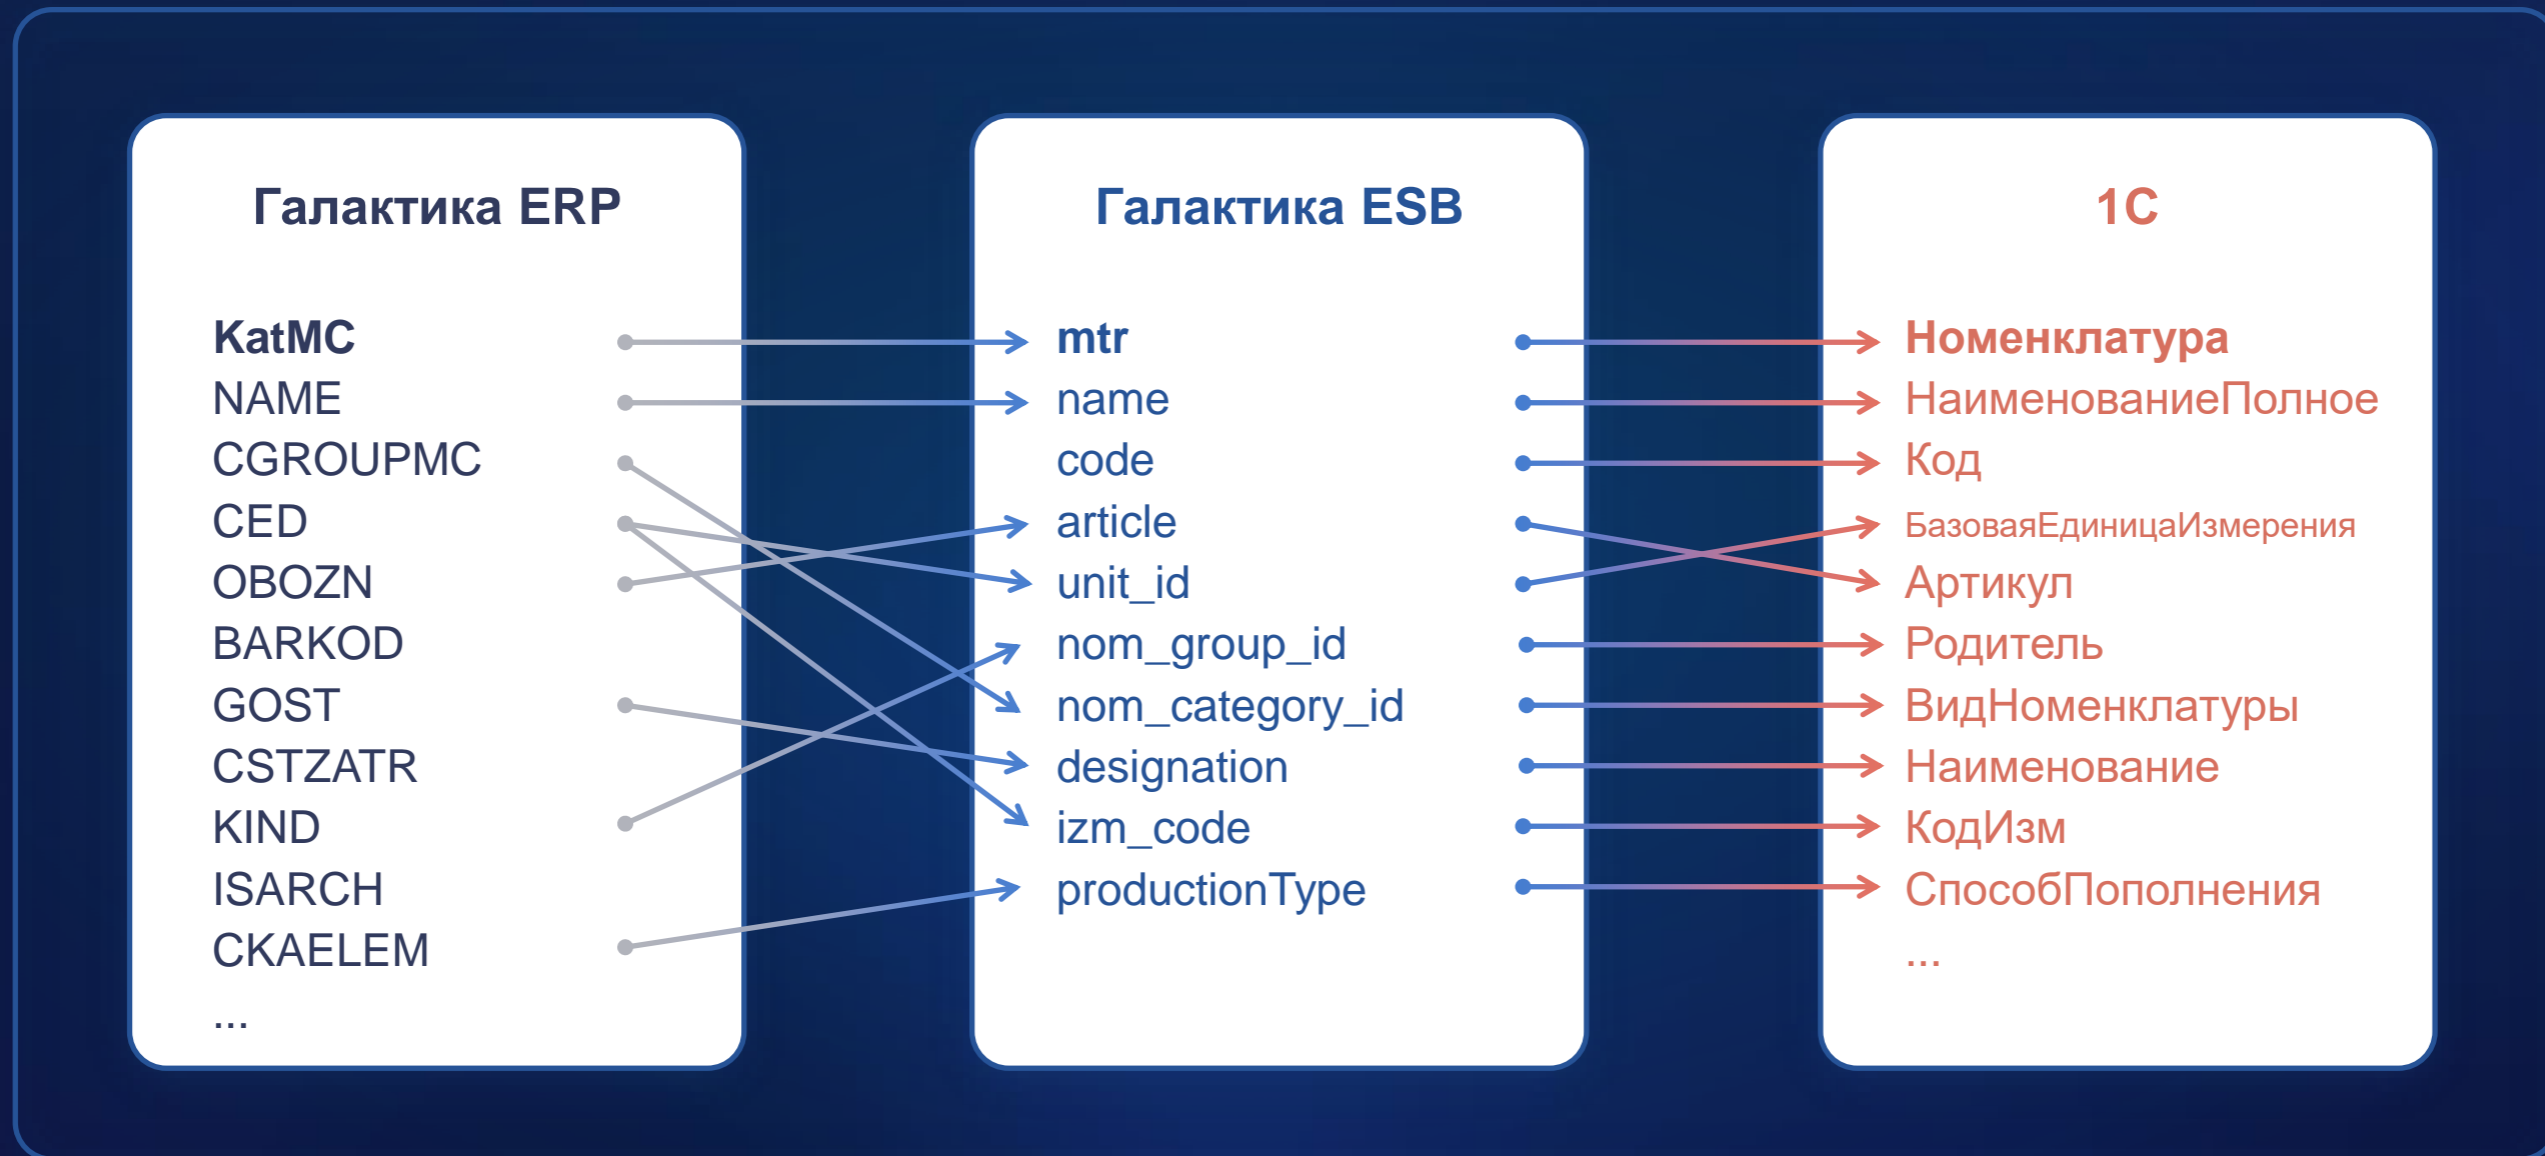 Галактика ERP
KatMC
NAME
CGROUPMC
CED
OBOZN
BARKOD
GOST
CSTZATR
KIND
ISARCH
CKAELEM
...
Галактика ESB
mtr
name
code
article
unit_id
nom_group_id
nom_category_id
designation
izm_code
productionType
1C
Номенклатура
НаименованиеПолное
Код
БазоваяЕдиницаИзмерения
Артикул
Родитель
ВидНоменклатуры
Наименование
КодИзм
СпособПополнения
...